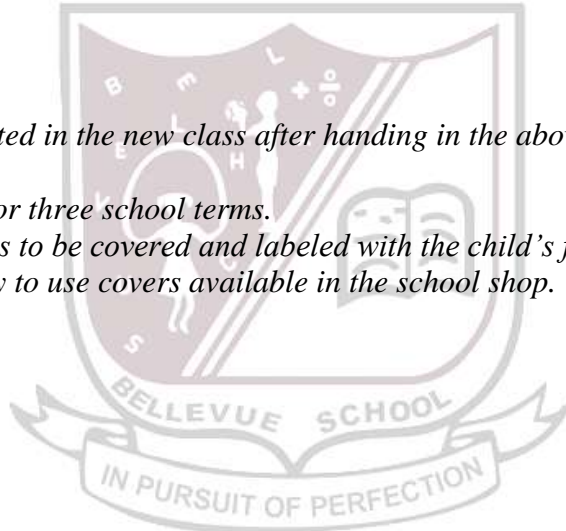 ted in the new class after handing in the abov
or three school terms.
s to be covered and labeled with the child's f
y to use covers available in the school shop.
BELLEVUE SCHOOL
IN PURSUIT OF PERFECTION